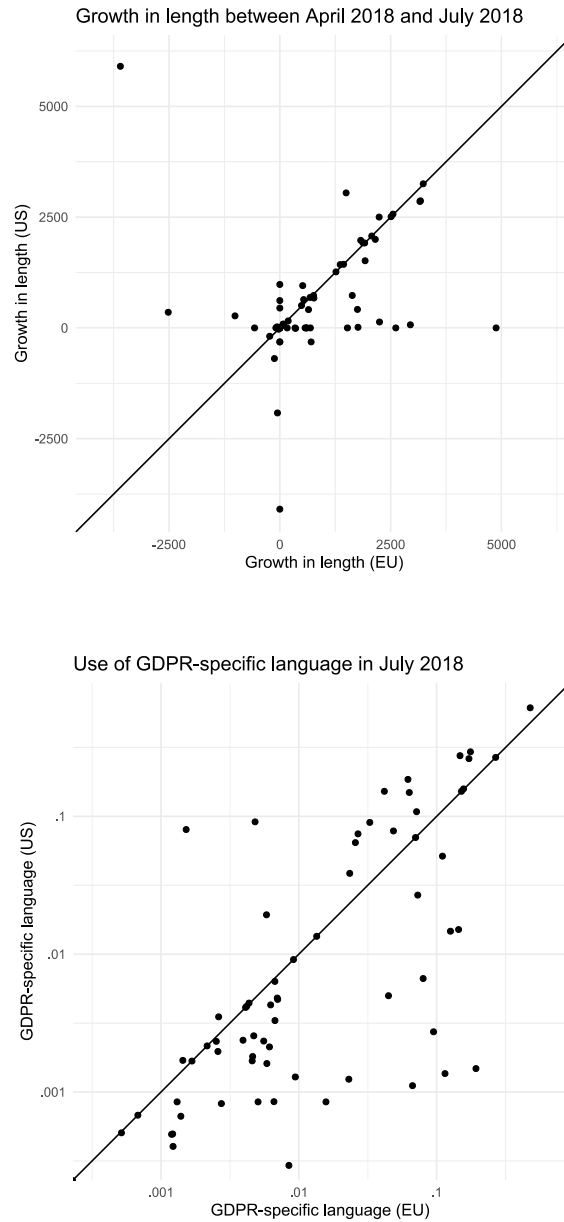 Growth in length between April 2018 and July 2018
Growth in length (US)
5000
2500
0
-2500
-2500
0
2500
5000
Growth in length (EU)
Use of GDPR-specific language in July 2018
GDPR-specific language (US)
.1
.01
.001
.001
.01
.1
GDPR-specific language (EU)